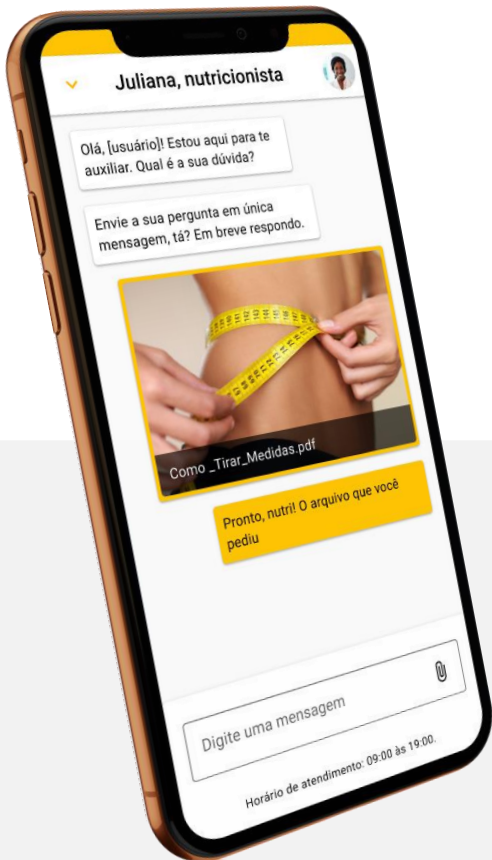 Juliana, nutricionista
Olá, [usuário]! Estou aqui para te
auxiliar. Qual é a sua dúvida?
Envie a sua pergunta em única
mensagem, tá? Em breve respondo.
Como _Tirar_Medidas.pdf
Pronto, nutri! O arquivo que você
pediu
Digite uma mensagem
Horário de atendimento: 09:00 às 19:00.